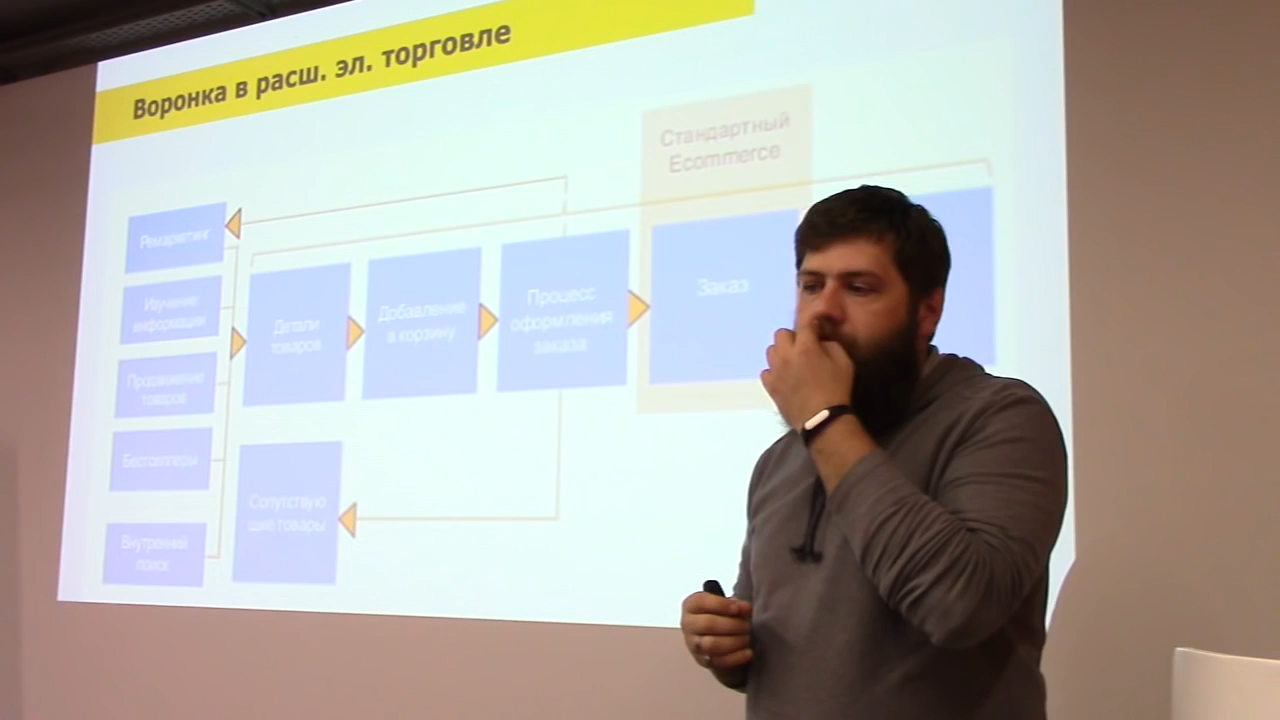 Воронка в расш. эл. торговле
Стандартный
Ecommerce
Ремаркетинг
Изучение
информации
Продвижение
товаров
Бестселлеры
Внутренний
поиск
Детали
товаров
Добавление
в корзину
Процесс
оформления
заказа
Заказ
Сопутствую
щие товары